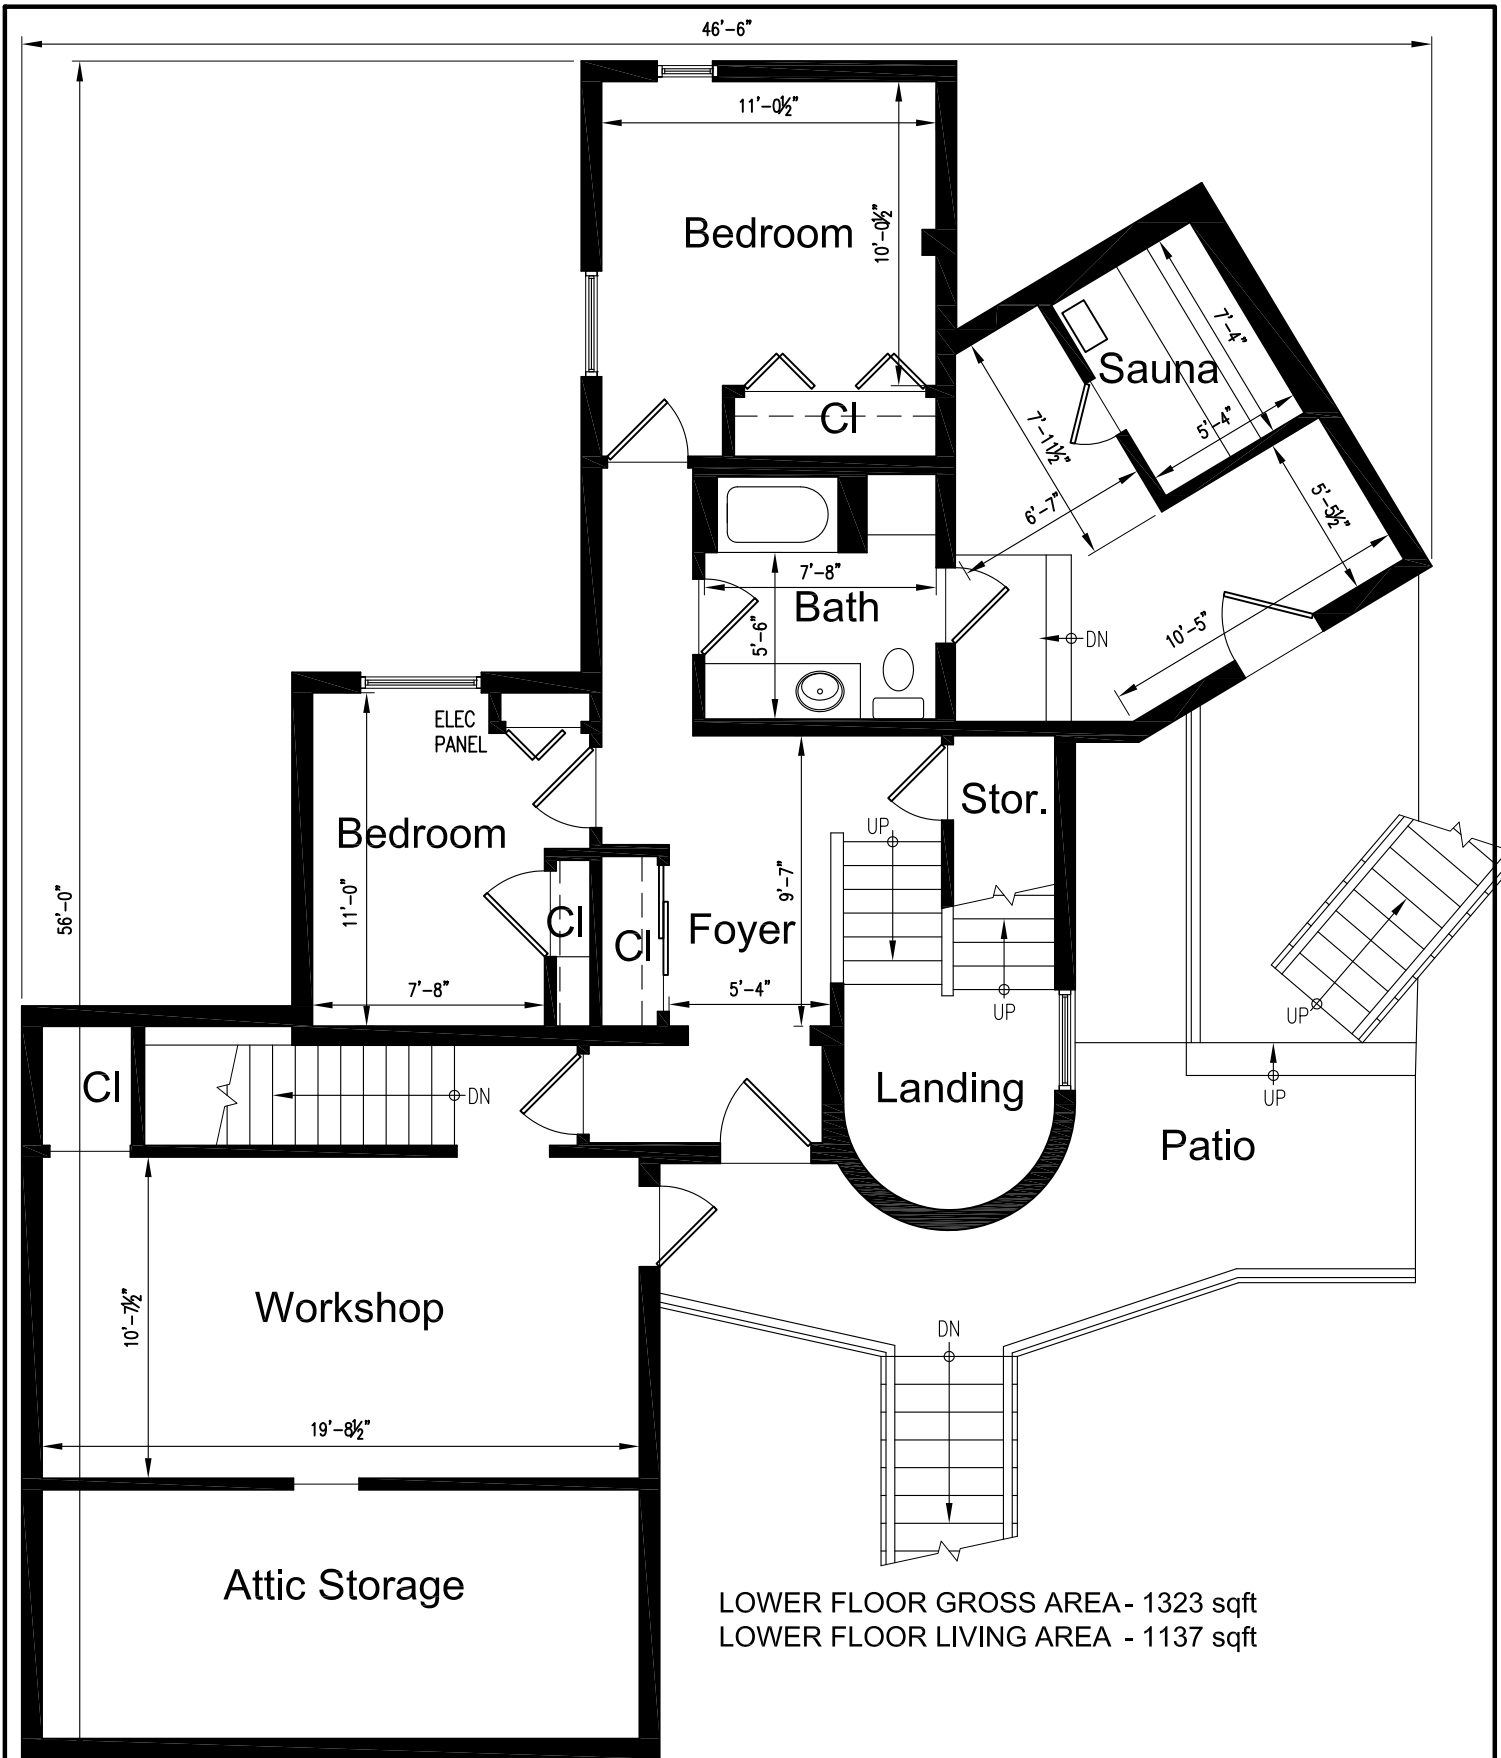 46'-6"
11'-0½"
10'-0½"
Bedroom
Cl
7'-4"
Sauna
5'-4"
7'-11½"
6'-7"
5'-5½"
10'-5"
7'-8"
Bath
5'-6"
DN
ELEC
PANEL
Bedroom
11'-0"
7'-8"
Cl
Cl
Foyer
9'-7"
5'-4"
UP
Stor.
UP
UP
56'-0"
Cl
DN
Landing
UP
Patio
Workshop
10'-7½"
19'-8½"
DN
Attic Storage
LOWER FLOOR GROSS AREA - 1323 sqft
LOWER FLOOR LIVING AREA - 1137 sqft